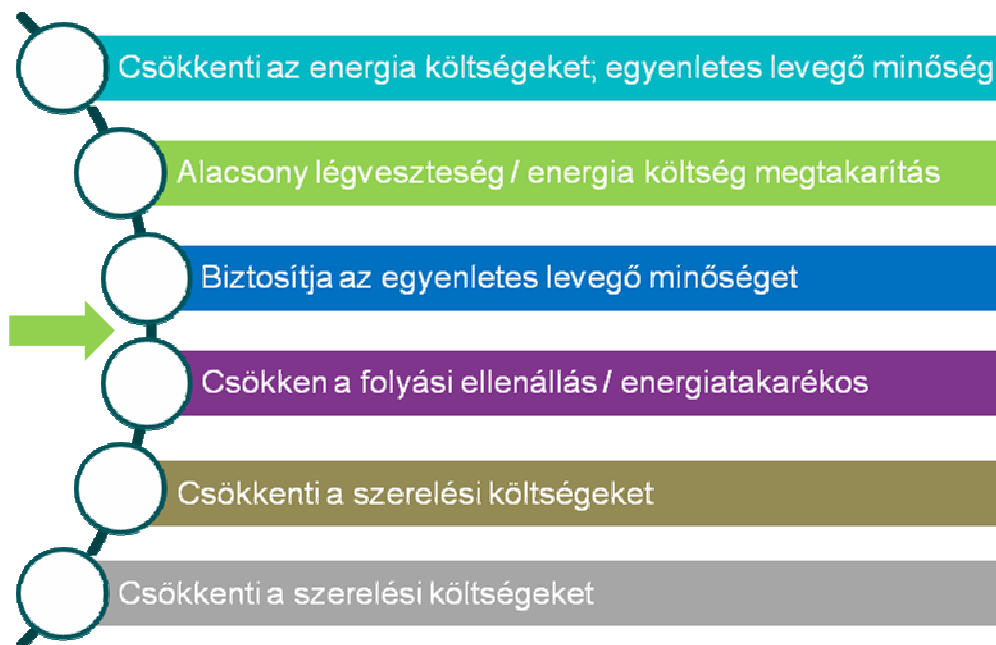 Csökkenti az energia költségeket; egyenletes levegő minőség
Alacsony légveszteség / energia költség megtakarítás
Biztosítja az egyenletes levegő minőséget
Csökken a folyási ellenállás / energiatakarékos
Csökkenti a szerelési költségeket
Csökkenti a szerelési költségeket